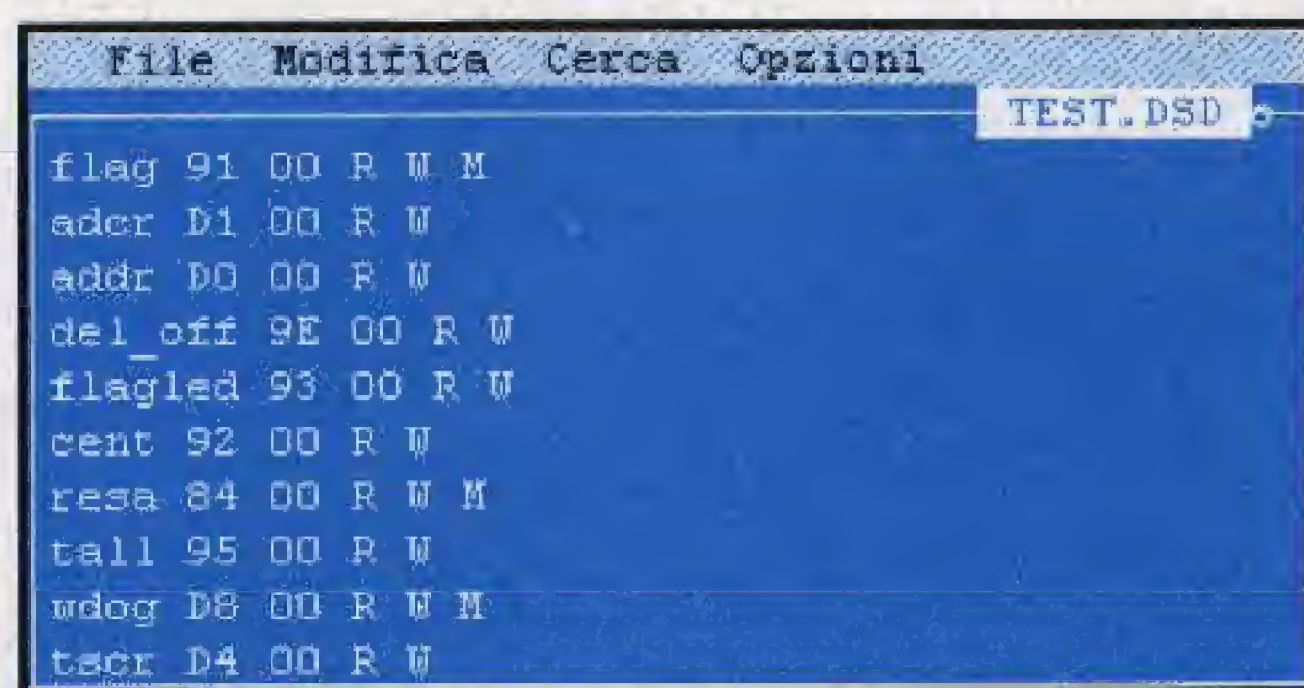 File Modifica Cerca Opzioni
TEST.DSD
flag 91 00 R W M
adcr D1 00 R W
addr D0 00 R W
del_off 9E 00 R W
flagled 93 00 R W
cent 92 00 R W
resa 84 00 R W M
tall 95 00 R W
wdog D8 00 R W M
tscr D4 00 R W